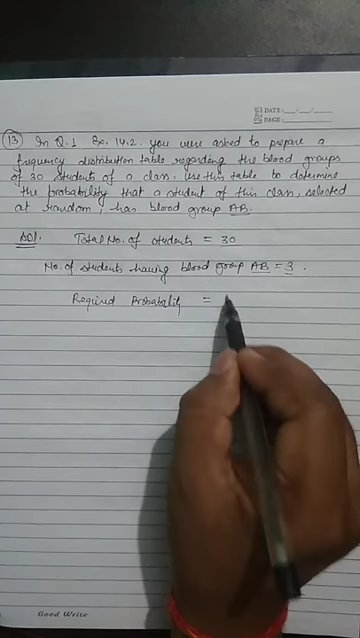 DATE: __/__/__
PAGE:
13 In Q.1 Ex. 14.2, you were asked to prepare a
frequency distribution table regarding the blood groups
of 30 students of a class. Use this table to determine
the probability that a student of this class, selected
at random, has blood group AB.
Sol. Total No. of students = 30
No. of students having blood group AB = 3.
Required Probability =
Good Write